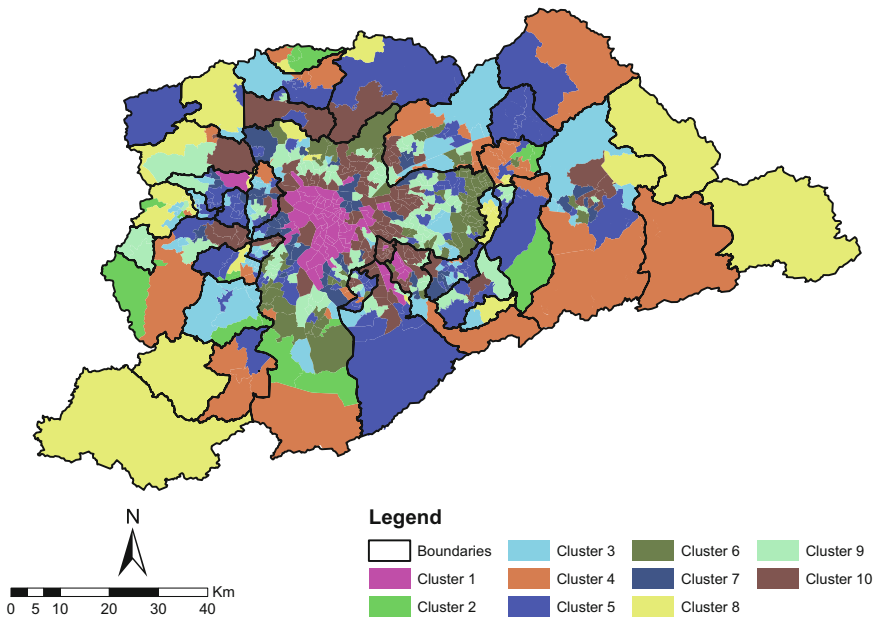 N
Km
0 5 10 20 30 40
Legend
Boundaries
Cluster 1
Cluster 2
Cluster 3
Cluster 4
Cluster 5
Cluster 6
Cluster 7
Cluster 8
Cluster 9
Cluster 10